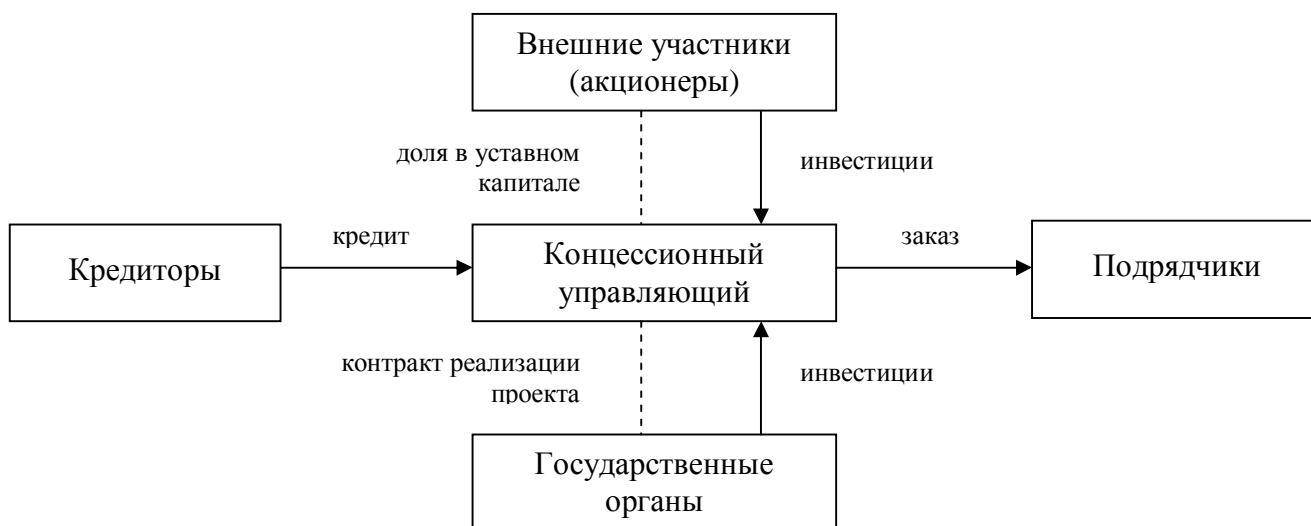 Внешние участники
(акционеры)
доля в уставном
капитале
инвестиции
Кредиторы
кредит
Концессионный
управляющий
заказ
Подрядчики
контракт реализации
проекта
инвестиции
Государственные
органы